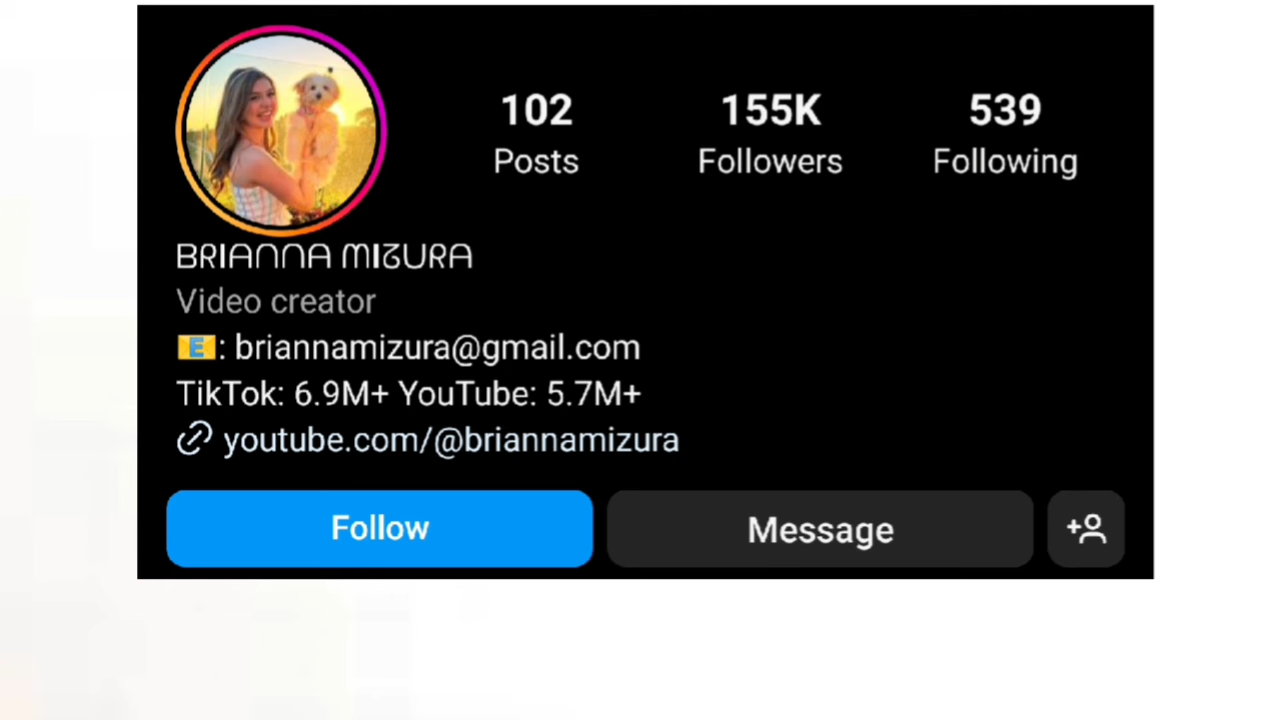 102 155K 539
Posts Followers Following
BRIANNA MIZURA
Video creator
📧: briannamizura@gmail.com
TikTok: 6.9M+ YouTube: 5.7M+
youtube.com/@briannamizura
Follow Message